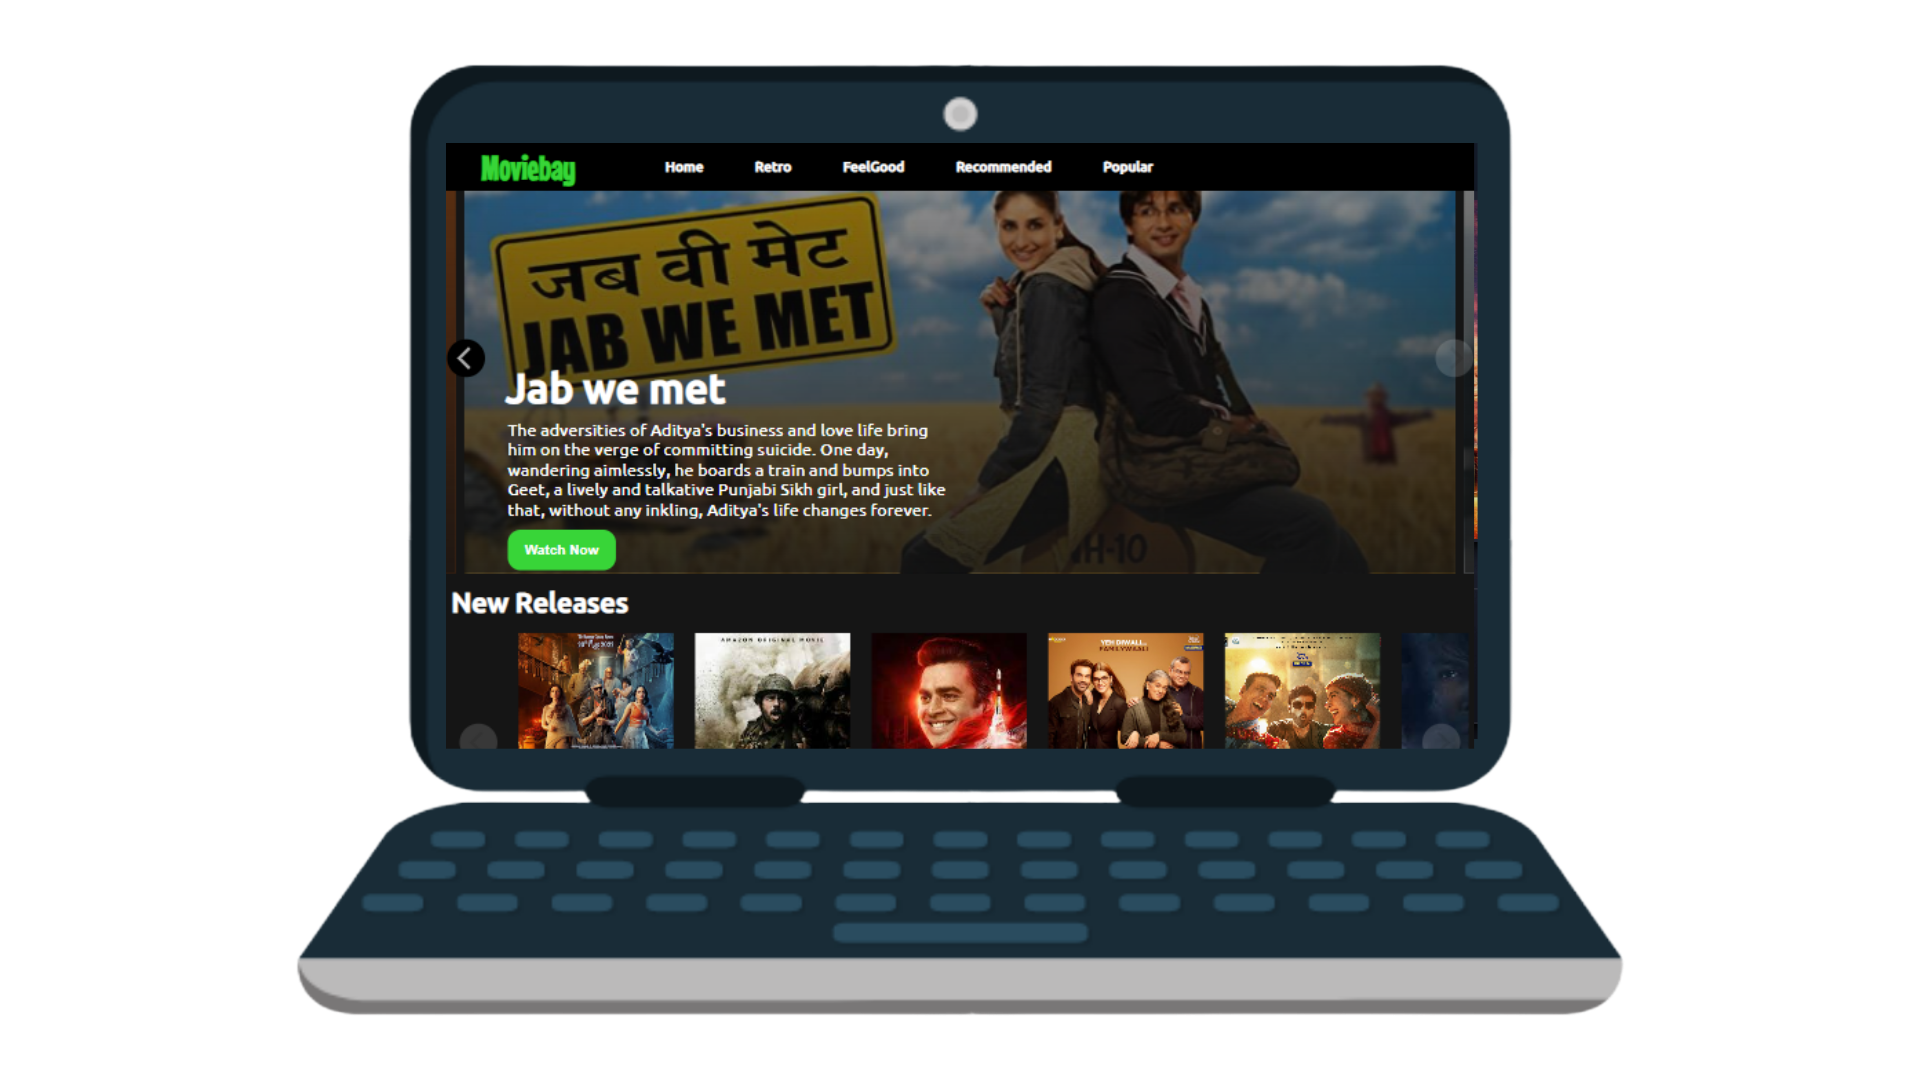 Moviebay
Home Retro FeelGood Recommended Popular
जब वी मेट
JAB WE MET
Jab we met
The adversities of Aditya's business and love life bring
him on the verge of committing suicide. One day,
wandering aimlessly, he boards a train and bumps into
Geet, a lively and talkative Punjabi Sikh girl, and just like
that, without any inkling, Aditya's life changes forever.
H-10
Watch Now
New Releases
AMAZON ORIGINAL MOVIE
YEH DIWALI..
FAMILYWAALI